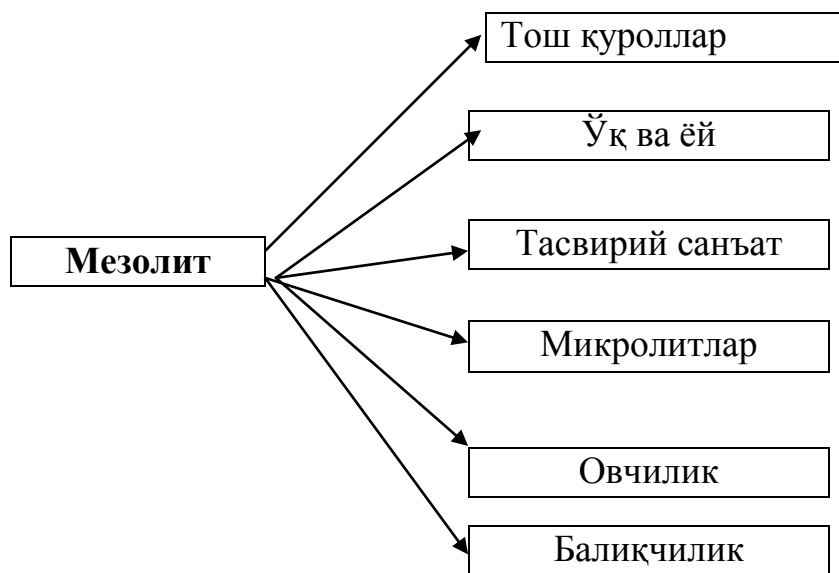 Тош қуроллар
Ўқ ва ёй
Мезолит
Тасвирий санъат
Микролитлар
Овчилик
Балиқчилик